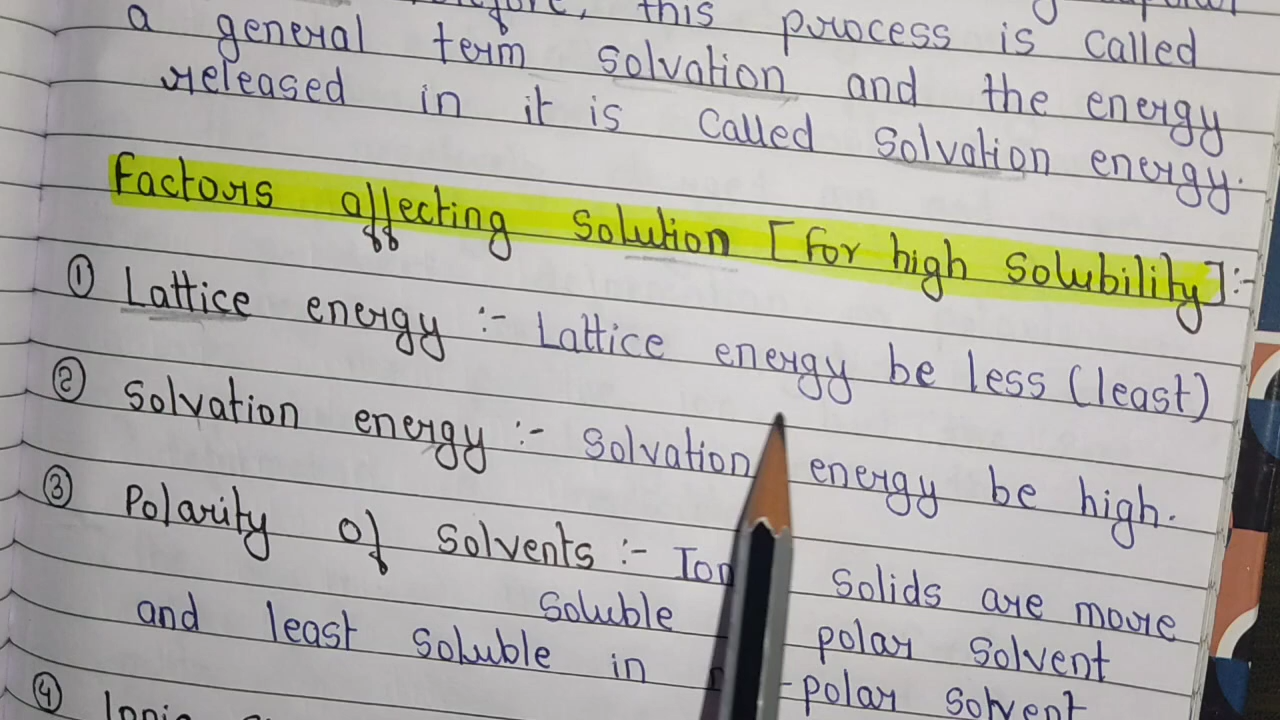 this
a general term solvation process is called
released in it is called and the energy
solvation energy.
Factors affecting Solution [For high Solubility]:-
① Lattice energy :- Lattice energy be less (least)
② Solvation energy :- Solvation energy be high.
③ Polarity of Solvents :- Solids are more
soluble polar solvent
and least soluble in -polar solvent
④